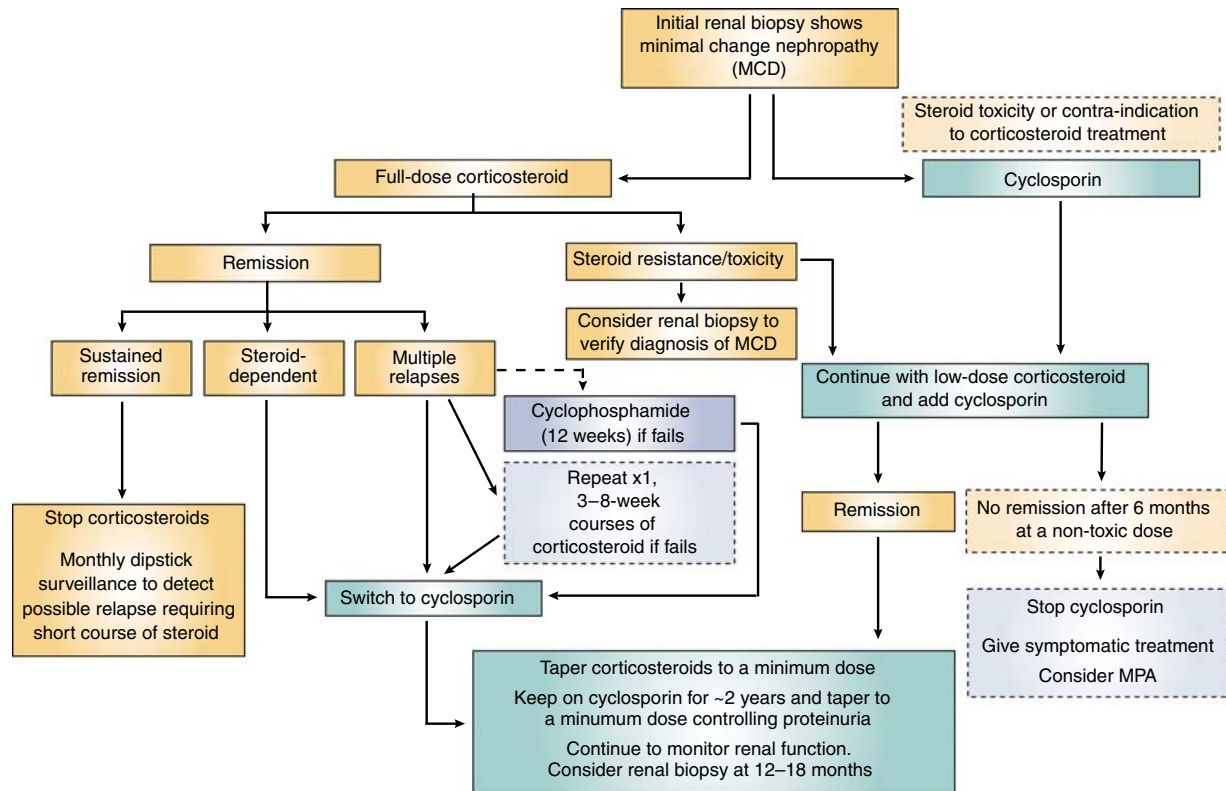 Initial renal biopsy shows
minimal change nephropathy
(MCD)
Steroid toxicity or contra-indication
to corticosteroid treatment
Full-dose corticosteroid
Cyclosporin
Remission
Steroid resistance/toxicity
Consider renal biopsy to
verify diagnosis of MCD
Sustained
remission
Steroid-
dependent
Multiple
relapses
Continue with low-dose corticosteroid
and add cyclosporin
Cyclophosphamide
(12 weeks) if fails
Repeat x1,
3–8-week
courses of
corticosteroid if fails
Remission
No remission after 6 months
at a non-toxic dose
Stop corticosteroids
Monthly dipstick
surveillance to detect
possible relapse requiring
short course of steroid
Switch to cyclosporin
Stop cyclosporin
Give symptomatic treatment
Consider MPA
Taper corticosteroids to a minimum dose
Keep on cyclosporin for ~2 years and taper to
a minumum dose controlling proteinuria
Continue to monitor renal function.
Consider renal biopsy at 12–18 months